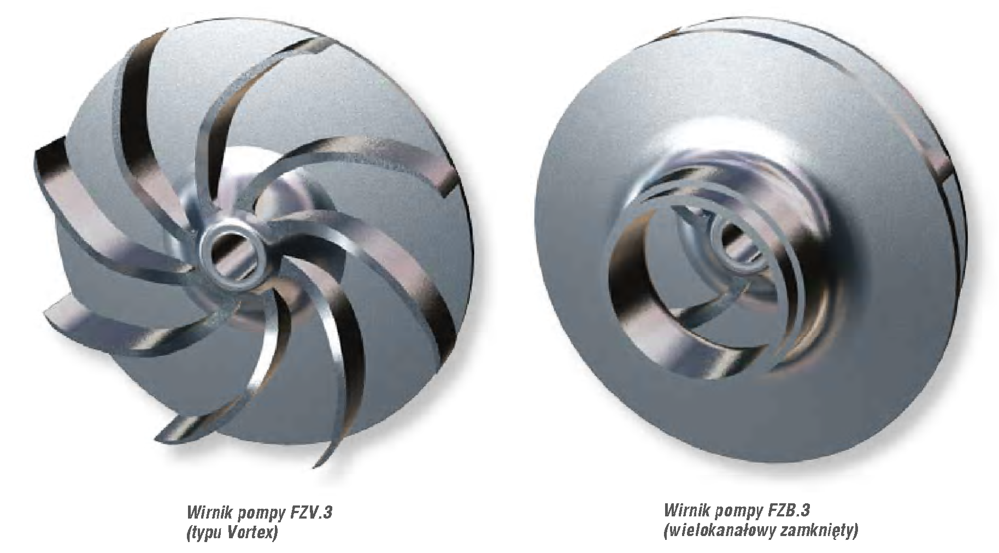 Wirnik pompy FZV.3
(typu Vortex)
Wirnik pompy FZB.3
(wielokanałowy zamknięty)